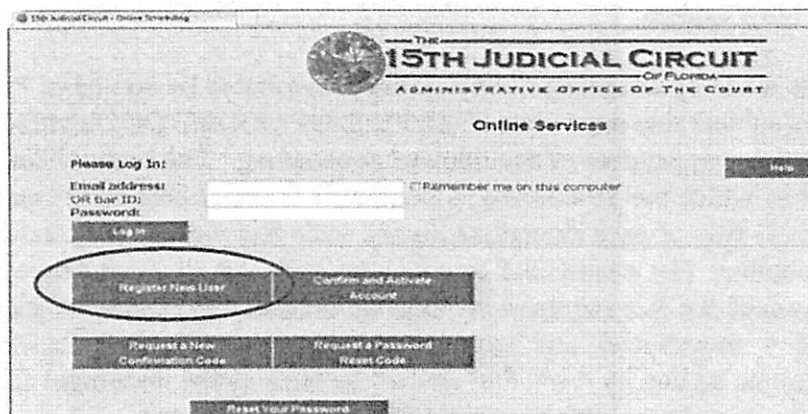 15th Judicial Circuit - Online Scheduling
THE
15TH JUDICIAL CIRCUIT
OF FLORIDA
ADMINISTRATIVE OFFICE OF THE COURT
Online Services
Please Log In:
Help
Email address:
OR Bar ID:
Remember me on this computer
Password:
Log In
Register New User
Confirm and Activate Account
Request a New Confirmation Code
Request a Password Reset Code
Reset Your Password